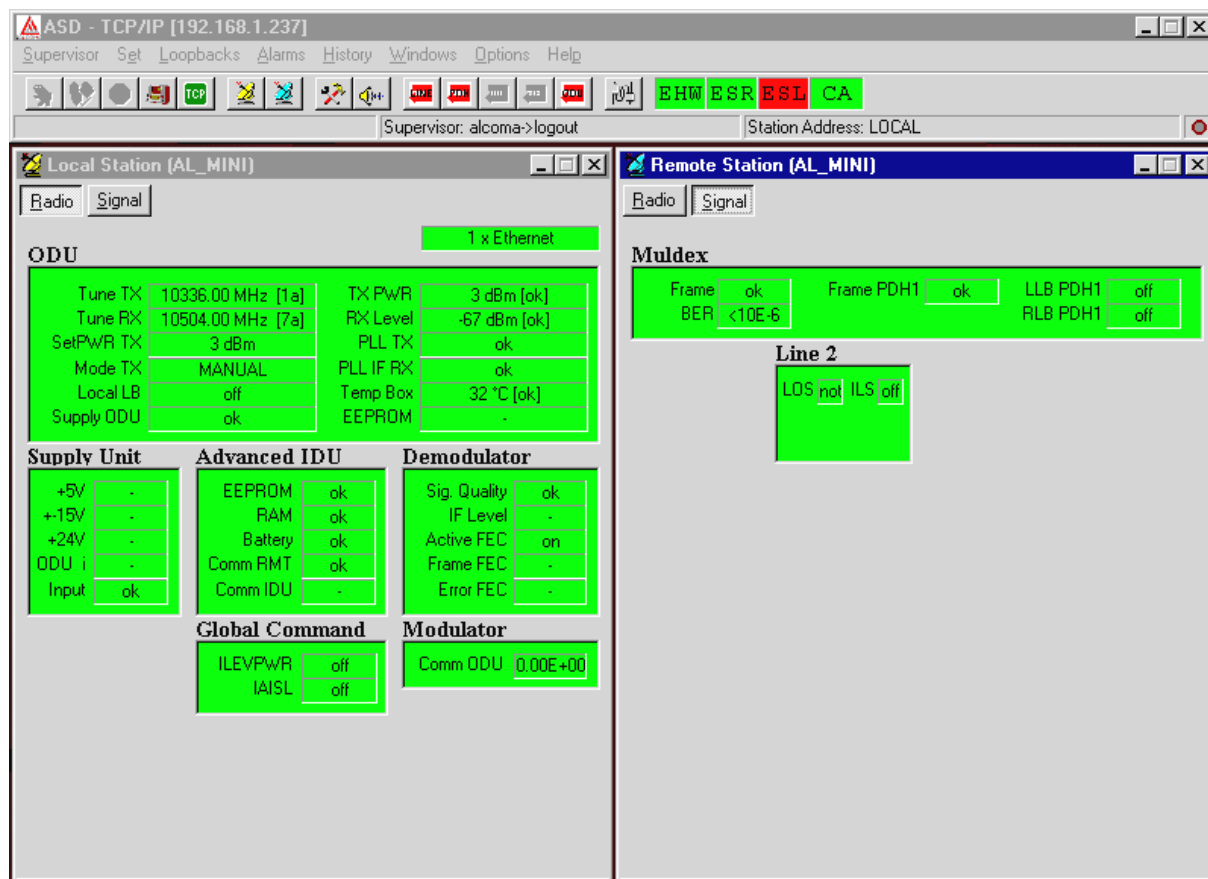 ASD - TCP/IP [192.168.1.237]
Supervisor Set Loopbacks Alarms History Windows Options Help
TCP EHW ESR ESL CA
Supervisor: alcoma->logout Station Address: LOCAL
Local Station (AL_MINI)
Radio Signal
1 x Ethernet
ODU
Tune TX 10336.00 MHz [1a] TX PWR 3 dBm [ok]
Tune RX 10504.00 MHz [7a] RX Level -67 dBm [ok]
SetPWR TX 3 dBm PLL TX ok
Mode TX MANUAL PLL IF RX ok
Local LB off Temp Box 32 °C [ok]
Supply ODU ok EEPROM -
Supply Unit
+5V -
+-15V -
+24V -
ODU i -
Input ok
Advanced IDU
EEPROM ok
RAM ok
Battery ok
Comm RMT ok
Comm IDU -
Demodulator
Sig. Quality ok
IF Level -
Active FEC on
Frame FEC -
Error FEC -
Global Command
ILEVPWR off
IAISL off
Modulator
Comm ODU 0.00E+00
Remote Station (AL_MINI)
Radio Signal
Muldex
Frame ok Frame PDH1 ok LLB PDH1 off
BER <10E-6 RLB PDH1 off
Line 2
LOS not ILS off